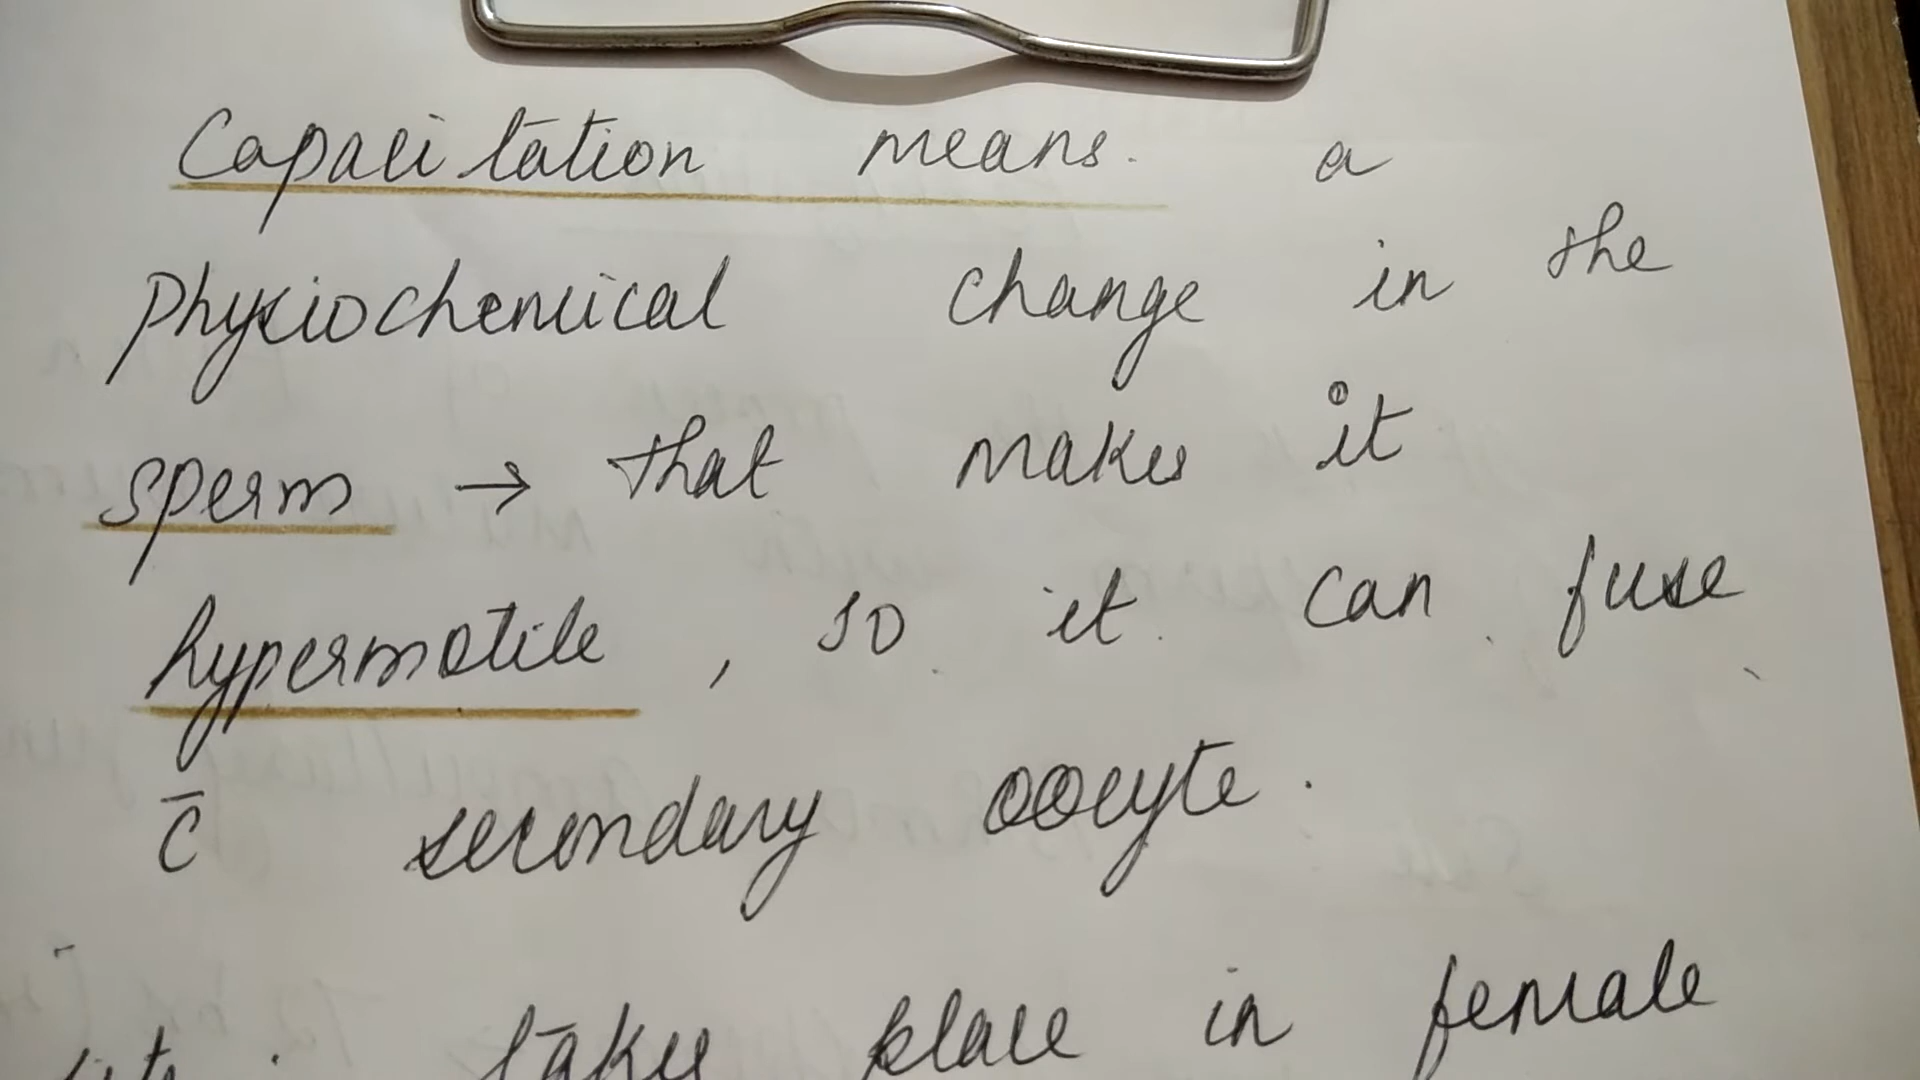 Capacitation means a
Physiochemical change in the
sperm → that makes it
hypermotile, so it can fuse
c̄ secondary oocyte.
takes place in female